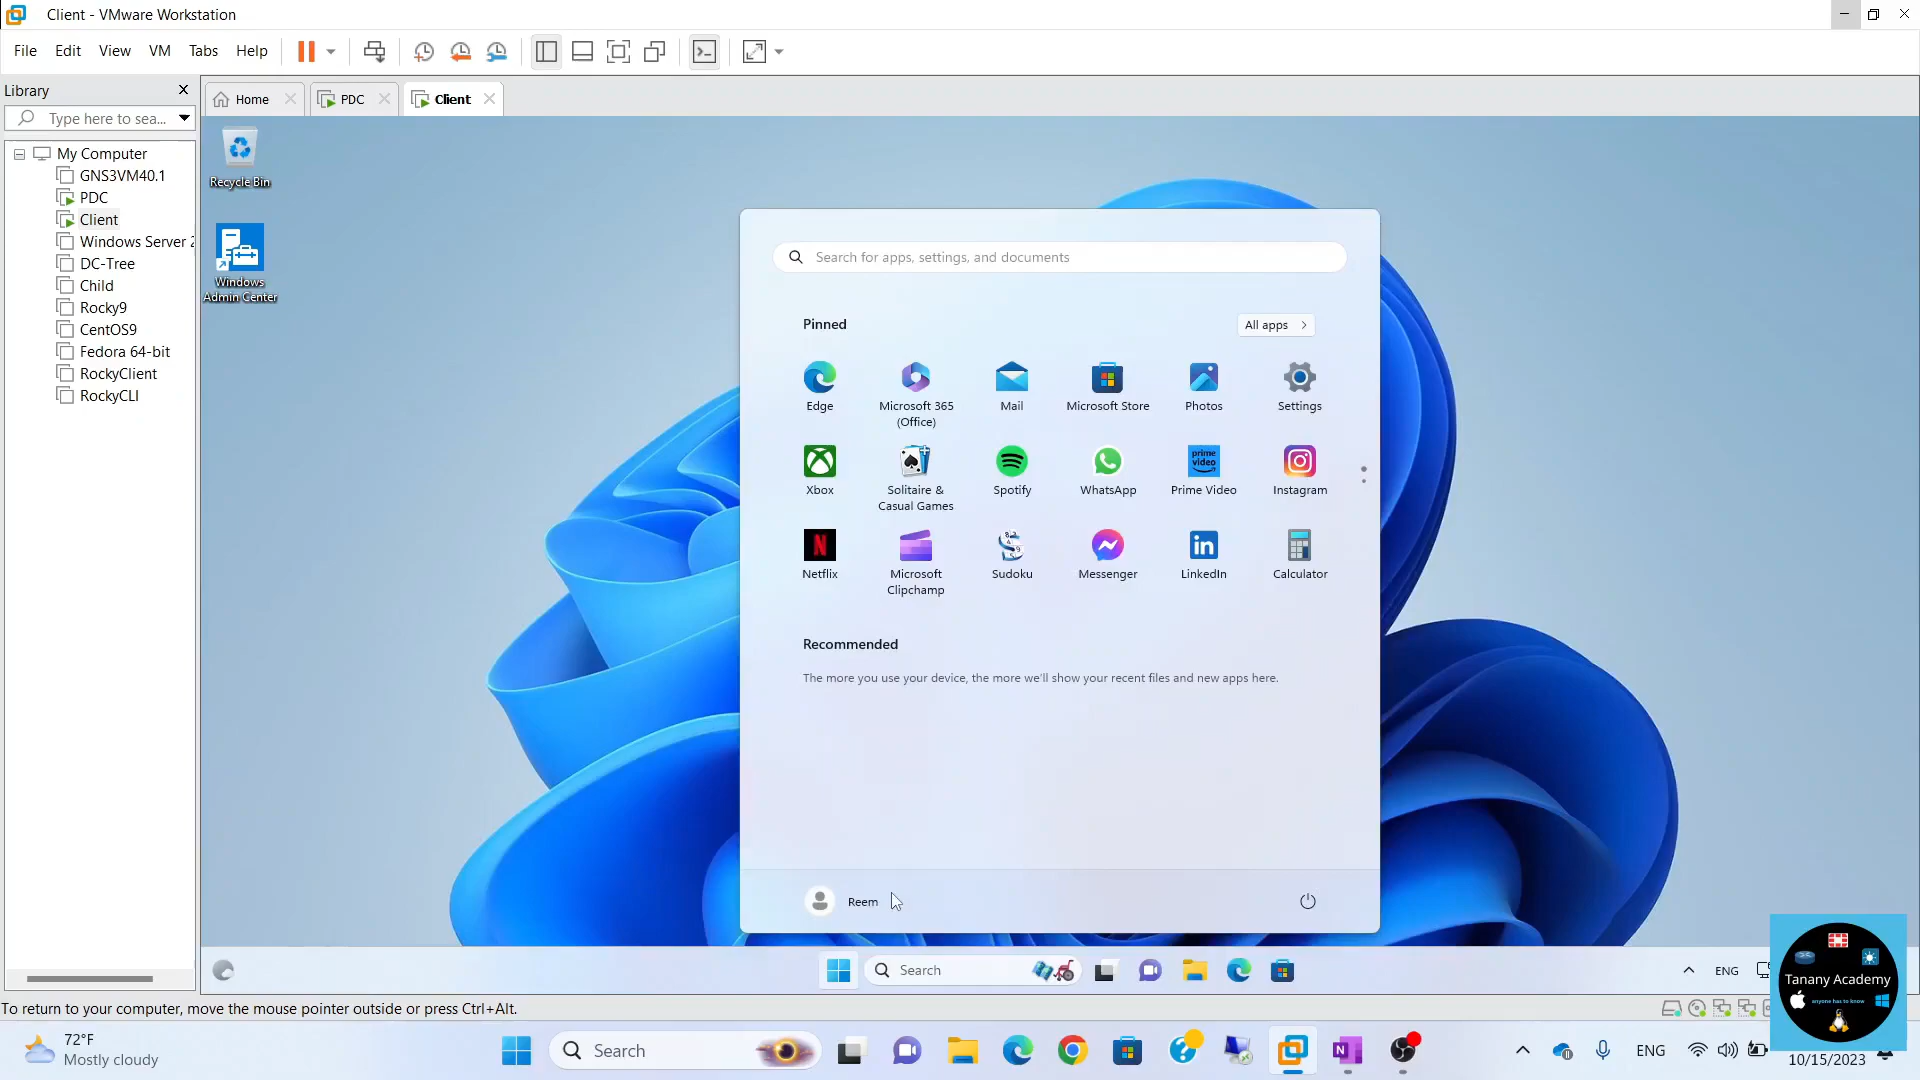 Client - VMware Workstation
File Edit View VM Tabs Help
Library
Type here to sea...
My Computer
GNS3VM40.1
PDC
Client
Windows Server 2
DC-Tree
Child
Rocky9
CentOS9
Fedora 64-bit
RockyClient
RockyCLI
Home PDC Client
Recycle Bin
Windows
Admin Center
Search for apps, settings, and documents
Pinned
All apps
Edge
Microsoft 365
(Office)
Mail
Microsoft Store
Photos
Settings
Xbox
Solitaire &
Casual Games
Spotify
WhatsApp
prime
video
Prime Video
Instagram
Netflix
Microsoft
Clipchamp
Sudoku
Messenger
LinkedIn
Calculator
Recommended
The more you use your device, the more we'll show your recent files and new apps here.
Reem
Search
ENG
To return to your computer, move the mouse pointer outside or press Ctrl+Alt.
Tanany Academy
anyone has to know
72°F
Mostly cloudy
Search
ENG
10/15/2023